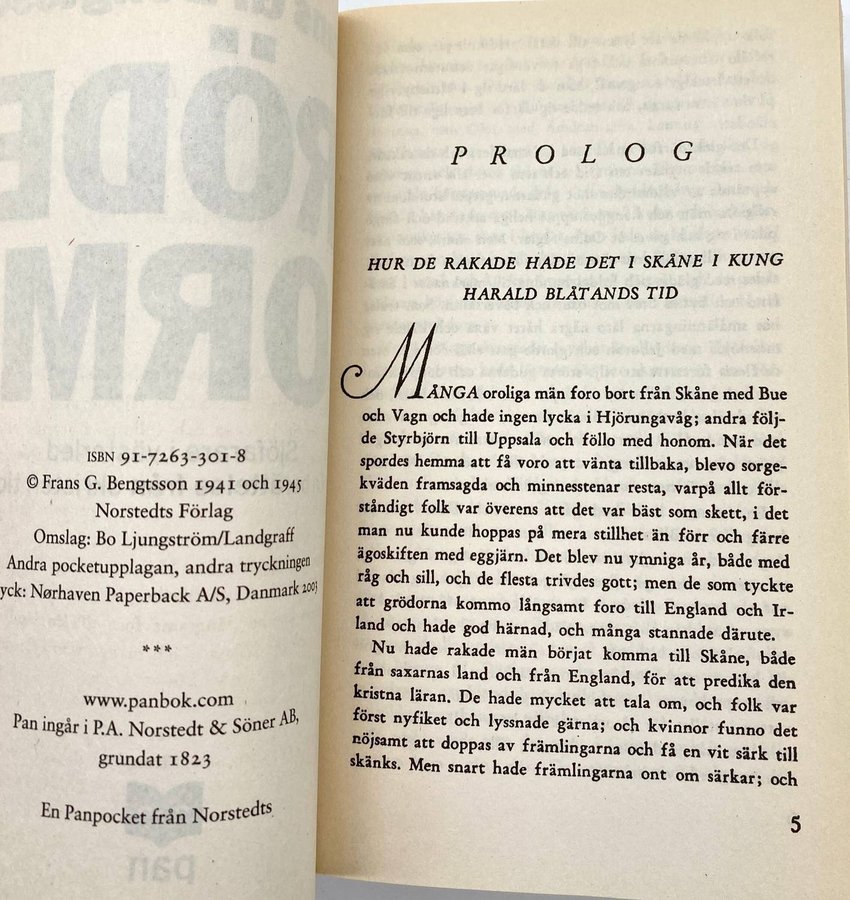 ISBN 91-7263-301-8
© Frans G. Bengtsson 1941 och 1945
Norstedts Förlag
Omslag: Bo Ljungström/Landgraff
Andra pocketupplagan, andra tryckningen
yck: Nørhaven Paperback A/S, Danmark 2003
***
www.panbok.com
Pan ingår i P.A. Norstedt & Söner AB,
grundat 1823
En Panpocket från Norstedts
pan
PROLOG
HUR DE RAKADE HADE DET I SKÅNE I KUNG
HARALD BLÅTANDS TID
MÅNGA oroliga män foro bort från Skåne med Bue
och Vagn och hade ingen lycka i Hjörungavåg; andra följ-
de Styrbjörn till Uppsala och föllo med honom. När det
spordes hemma att få voro att vänta tillbaka, blevo sorge-
kväden framsagda och minnesstenar resta, varpå allt för-
ståndigt folk var överens att det var bäst som skett, i det
man nu kunde hoppas på mera stillhet än förr och färre
ägoskiften med eggjärn. Det blev nu ymniga år, både med
råg och sill, och de flesta trivdes gott; men de som tyckte
att grödorna kommo långsamt foro till England och Ir-
land och hade god härnad, och många stannade därute.
Nu hade rakade män börjat komma till Skåne, både
från saxarnas land och från England, för att predika den
kristna läran. De hade mycket att tala om, och folk var
först nyfiket och lyssnade gärna; och kvinnor funno det
nöjsamt att doppas av främlingarna och få en vit särk till
skänks. Men snart hade främlingarna ont om särkar; och
5